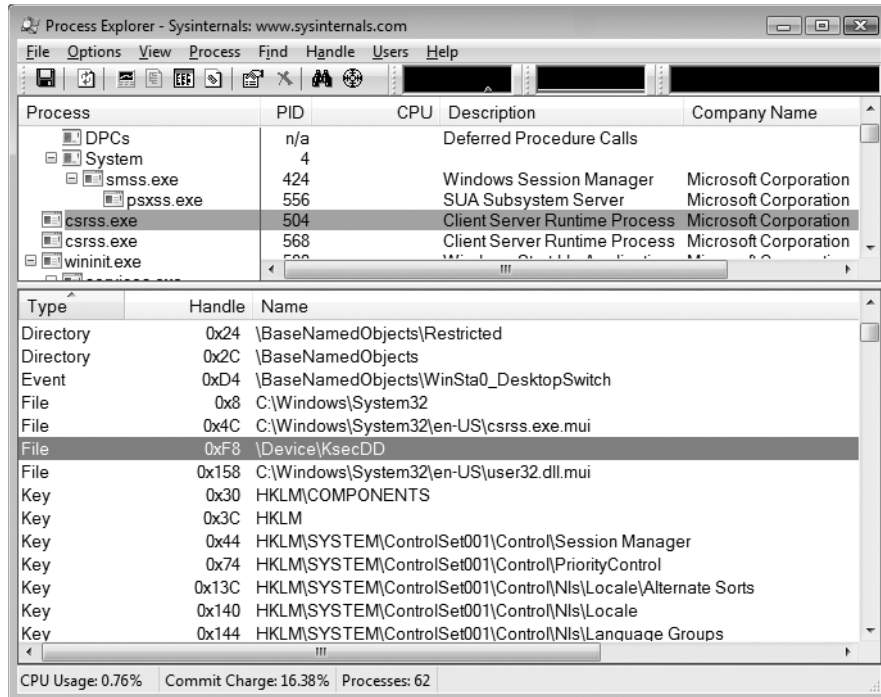 Process Explorer - Sysinternals: www.sysinternals.com
File Options View Process Find Handle Users Help
Process PID CPU Description Company Name
DPCs n/a Deferred Procedure Calls
System 4
smss.exe 424 Windows Session Manager Microsoft Corporation
psxss.exe 556 SUA Subsystem Server Microsoft Corporation
csrss.exe 504 Client Server Runtime Process Microsoft Corporation
csrss.exe 568 Client Server Runtime Process Microsoft Corporation
wininit.exe
Type Handle Name
Directory 0x24 \BaseNamedObjects\Restricted
Directory 0x2C \BaseNamedObjects
Event 0xD4 \BaseNamedObjects\WinSta0_DesktopSwitch
File 0x8 C:\Windows\System32
File 0x4C C:\Windows\System32\en-US\csrss.exe.mui
File 0xF8 \Device\KsecDD
File 0x158 C:\Windows\System32\en-US\user32.dll.mui
Key 0x30 HKLM\COMPONENTS
Key 0x3C HKLM
Key 0x44 HKLM\SYSTEM\ControlSet001\Control\Session Manager
Key 0x74 HKLM\SYSTEM\ControlSet001\Control\PriorityControl
Key 0x13C HKLM\SYSTEM\ControlSet001\Control\Nls\Locale\Alternate Sorts
Key 0x140 HKLM\SYSTEM\ControlSet001\Control\Nls\Locale
Key 0x144 HKLM\SYSTEM\ControlSet001\Control\Nls\Language Groups
CPU Usage: 0.76% Commit Charge: 16.38% Processes: 62